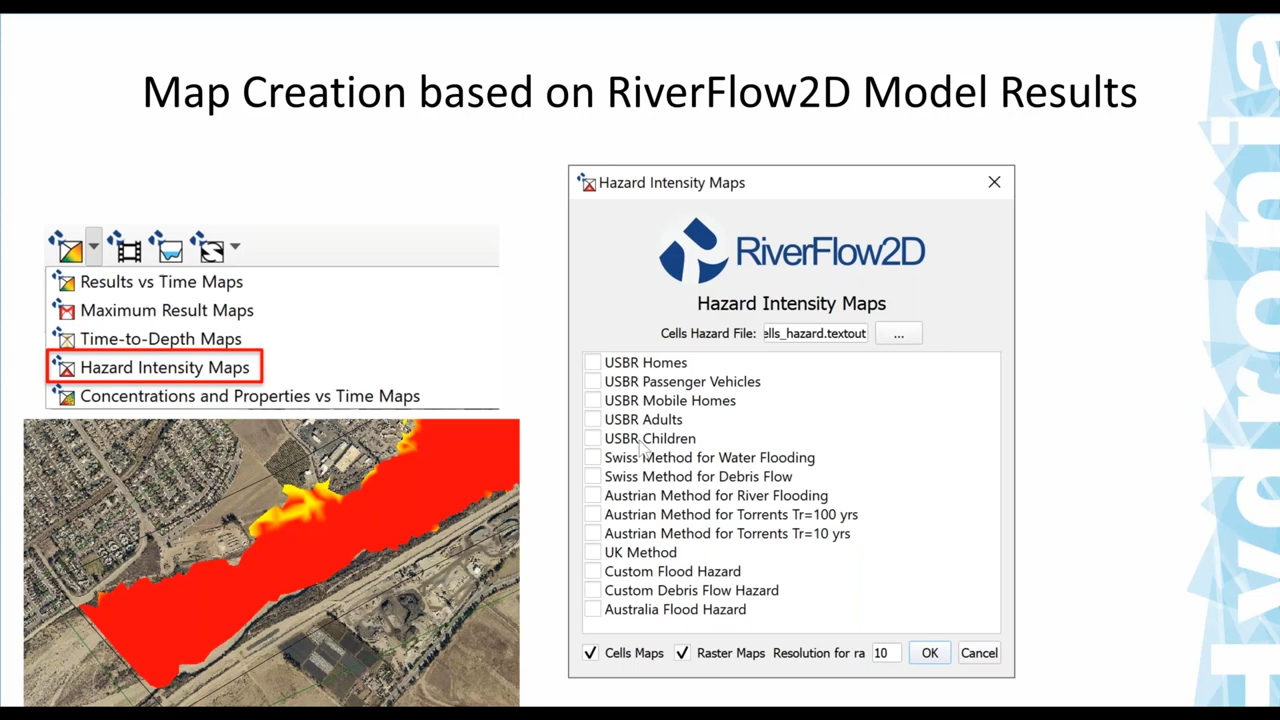 Map Creation based on RiverFlow2D Model Results
Results vs Time Maps
Maximum Result Maps
Time-to-Depth Maps
Hazard Intensity Maps
Concentrations and Properties vs Time Maps
Hazard Intensity Maps
RiverFlow2D
Hazard Intensity Maps
Cells Hazard File: ells_hazard.textout ...
USBR Homes
USBR Passenger Vehicles
USBR Mobile Homes
USBR Adults
USBR Children
Swiss Method for Water Flooding
Swiss Method for Debris Flow
Austrian Method for River Flooding
Austrian Method for Torrents Tr=100 yrs
Austrian Method for Torrents Tr=10 yrs
UK Method
Custom Flood Hazard
Custom Debris Flow Hazard
Australia Flood Hazard
Cells Maps Raster Maps Resolution for ra 10 OK Cancel
Hydronia